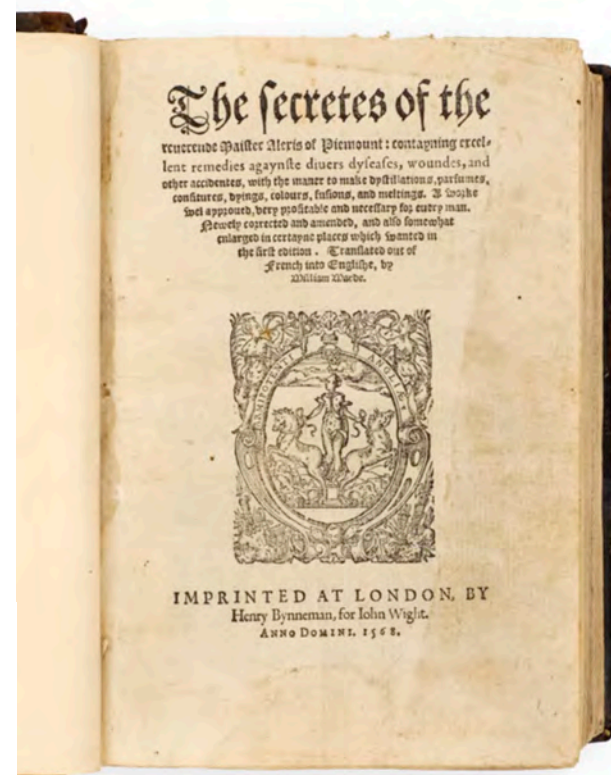 The secretes of the
reuerende Maister Alexis of Piemount : contayning excel-
lent remedies agaynste diuers dyseases, woundes, and
other accidentes, with the maner to make dystillations, parfumes,
confitures, dyings, colours, fusions, and meltings. A worke
wel approued, very profitable and necessary for euery man.
Newely corrected and amended, and also somewhat
enlarged in certayne places which wanted in
the first edition . Translated out of
French into Englishe, by
William Warde.
ANGLIÆ
IMPRINTED AT LONDON, BY
Henry Bynneman, for Iohn Wight.
ANNO DOMINI. 1568.